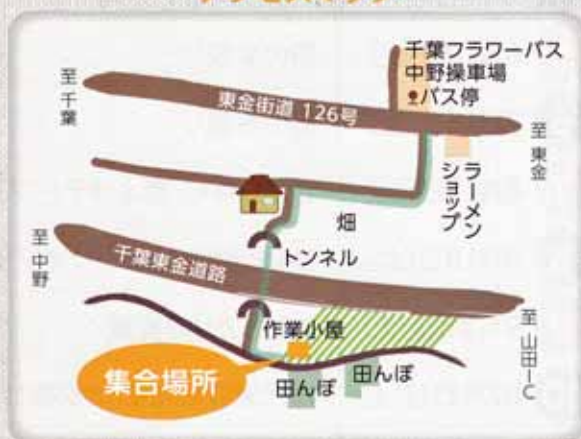 千葉フラワーバス
中野操車場
バス停
至 千葉
東金街道 126号
至 東金
ラーメン
ショップ
畑
至 中野
トンネル
千葉東金道路
作業小屋
至 山田IC
集合場所
田んぼ
田んぼ